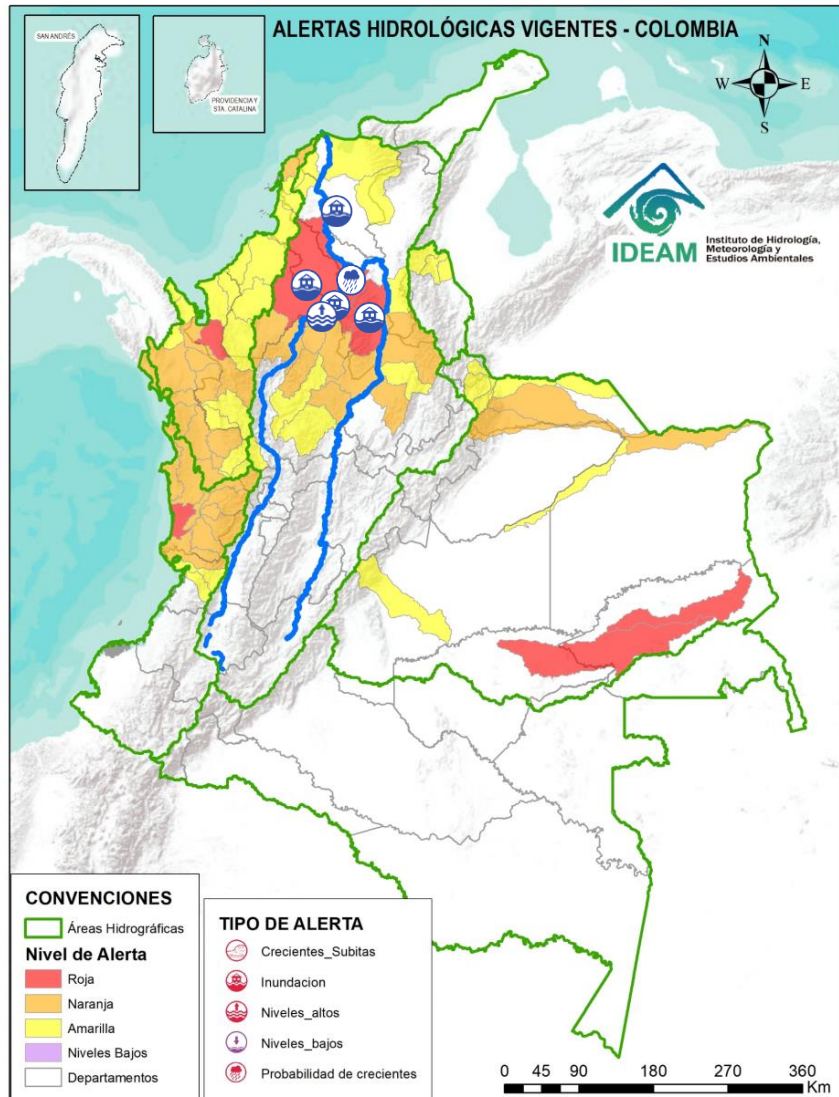 ALERTAS HIDROLÓGICAS VIGENTES - COLOMBIA
SAN ANDRÉS
PROVIDENCIA Y
STA. CATALINA
N
W
E
S
IDEAM
Instituto de Hidrología,
Meteorología y
Estudios Ambientales
CONVENCIONES
Áreas Hidrográficas
Nivel de Alerta
Roja
Naranja
Amarilla
Niveles Bajos
Departamentos
TIPO DE ALERTA
Crecientes_Subitas
Inundacion
Niveles_altos
Niveles_bajos
Probabilidad de crecientes
0 45 90 180 270 360
Km